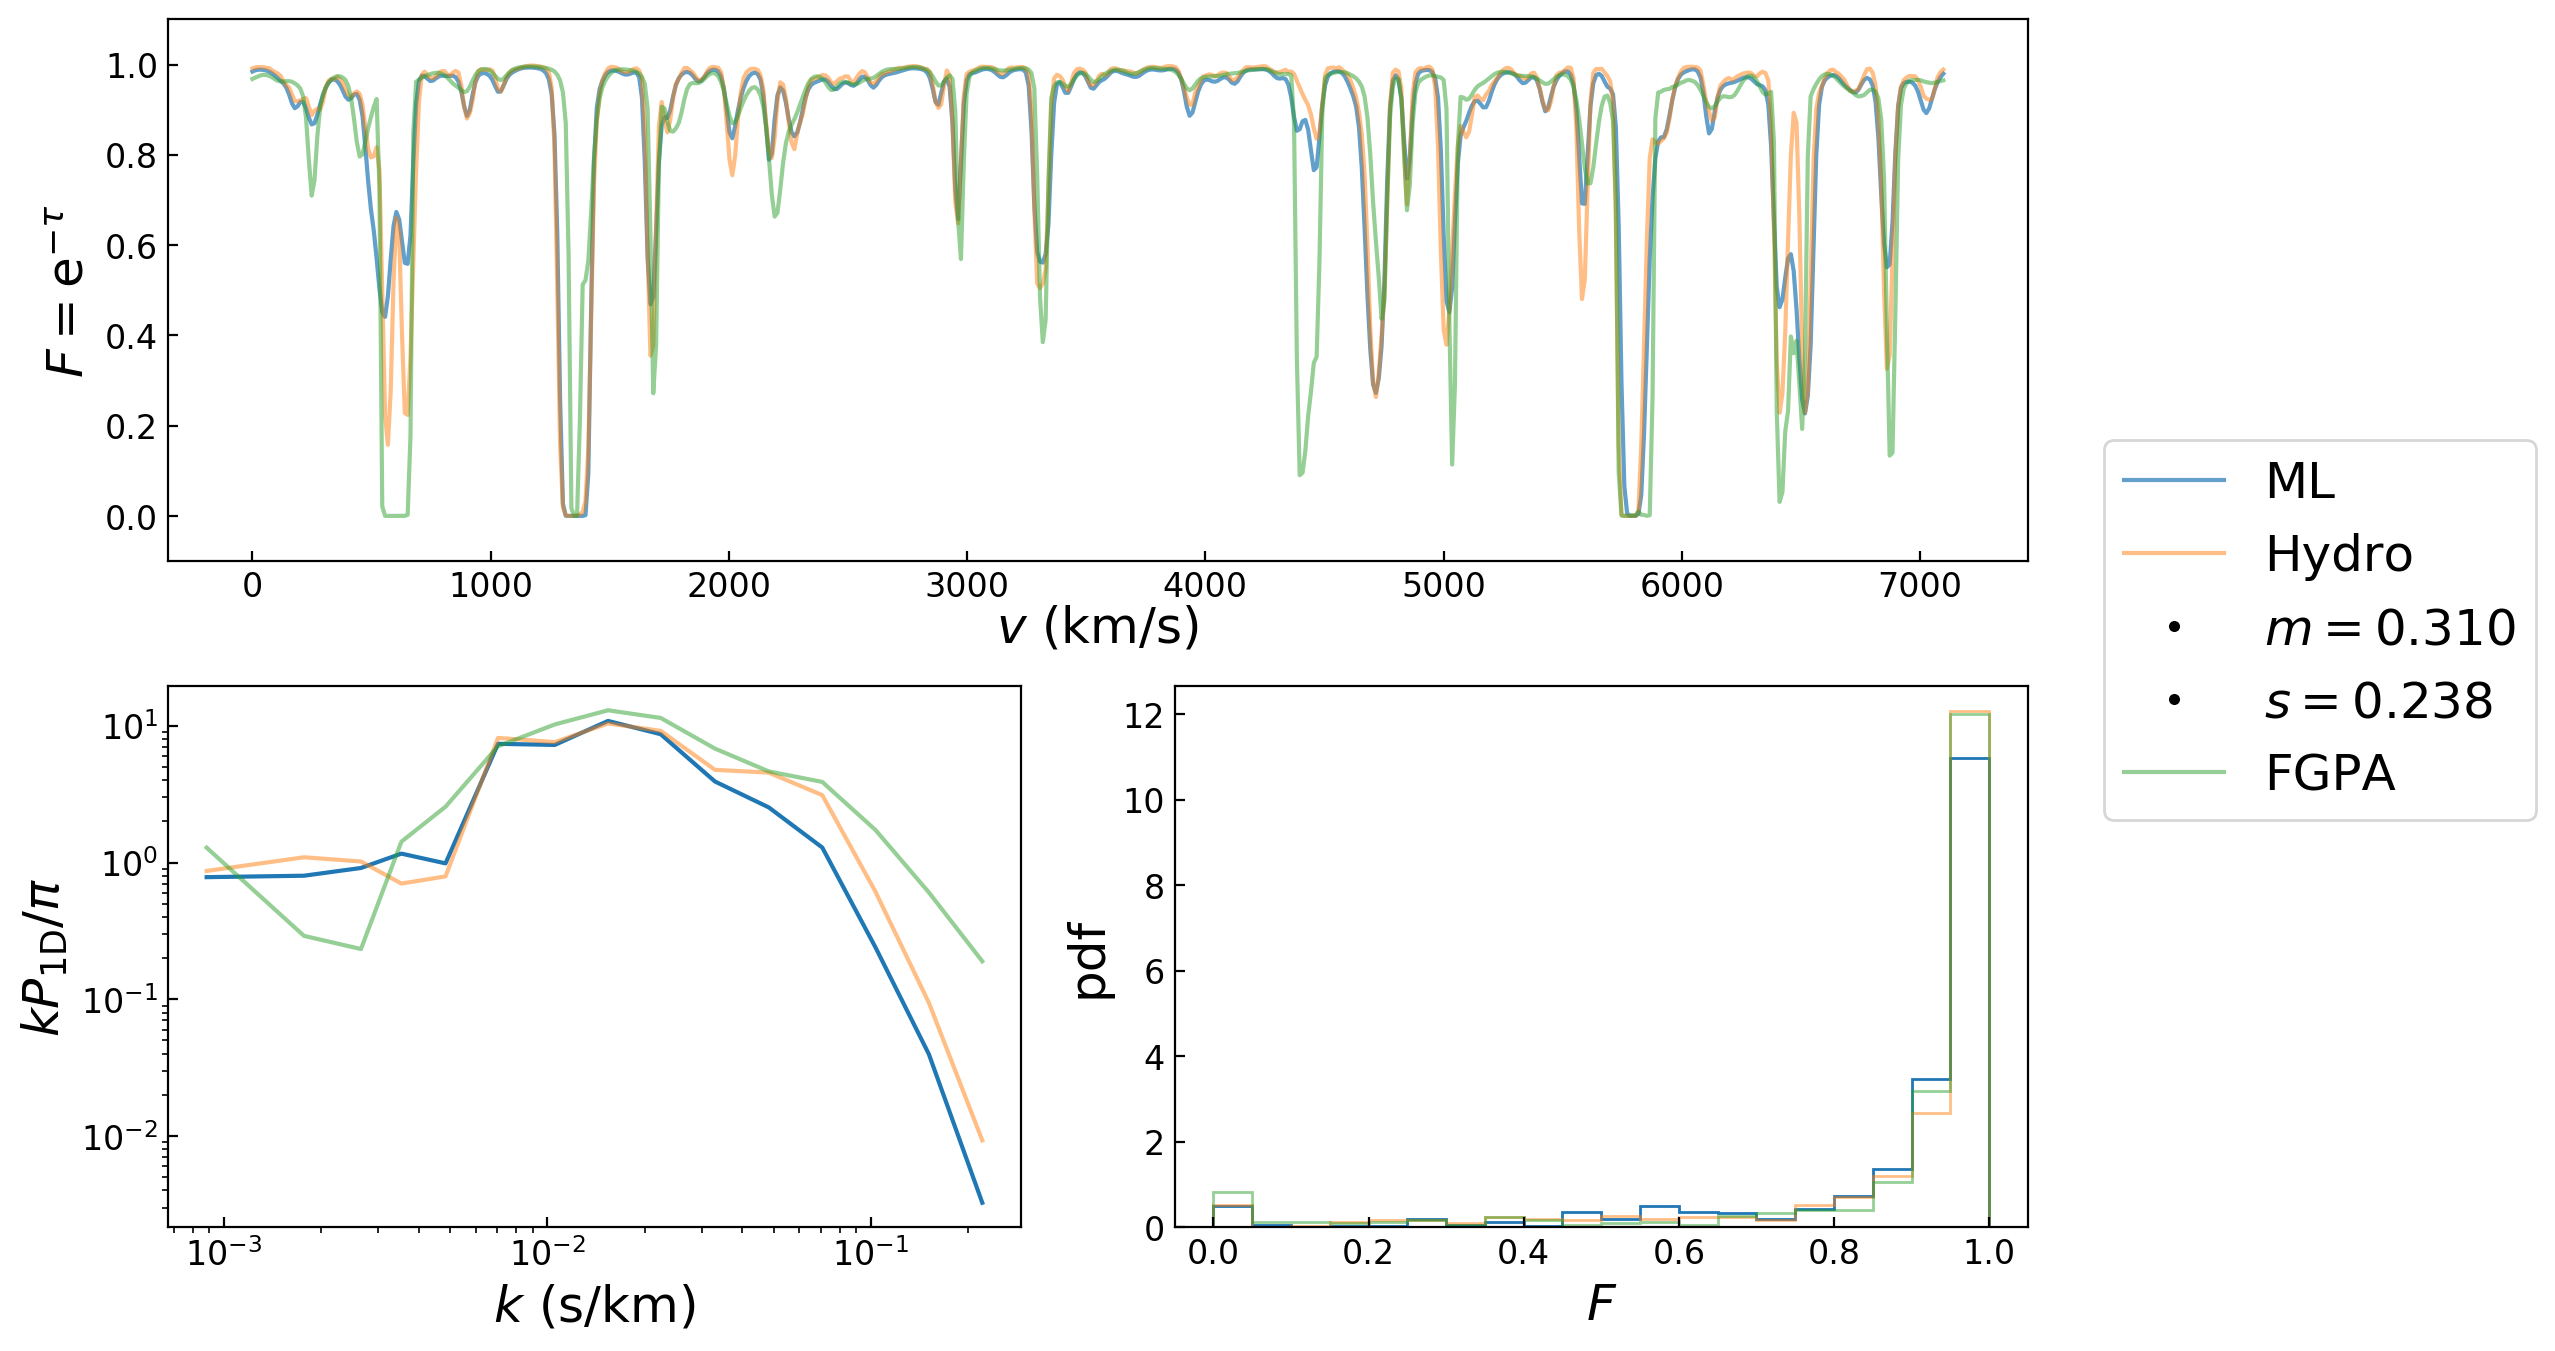 1.0
0.8
0.6
0.4
0.2
0.0
F = e^{−τ}
0 1000 2000 3000 4000 5000 6000 7000
v (km/s)
ML
Hydro
m = 0.310
s = 0.238
FGPA
10^1
10^0
10^{−1}
10^{−2}
kP_{1D}/π
10^{−3} 10^{−2} 10^{−1}
k (s/km)
12
10
8
6
4
2
0
pdf
0.0 0.2 0.4 0.6 0.8 1.0
F